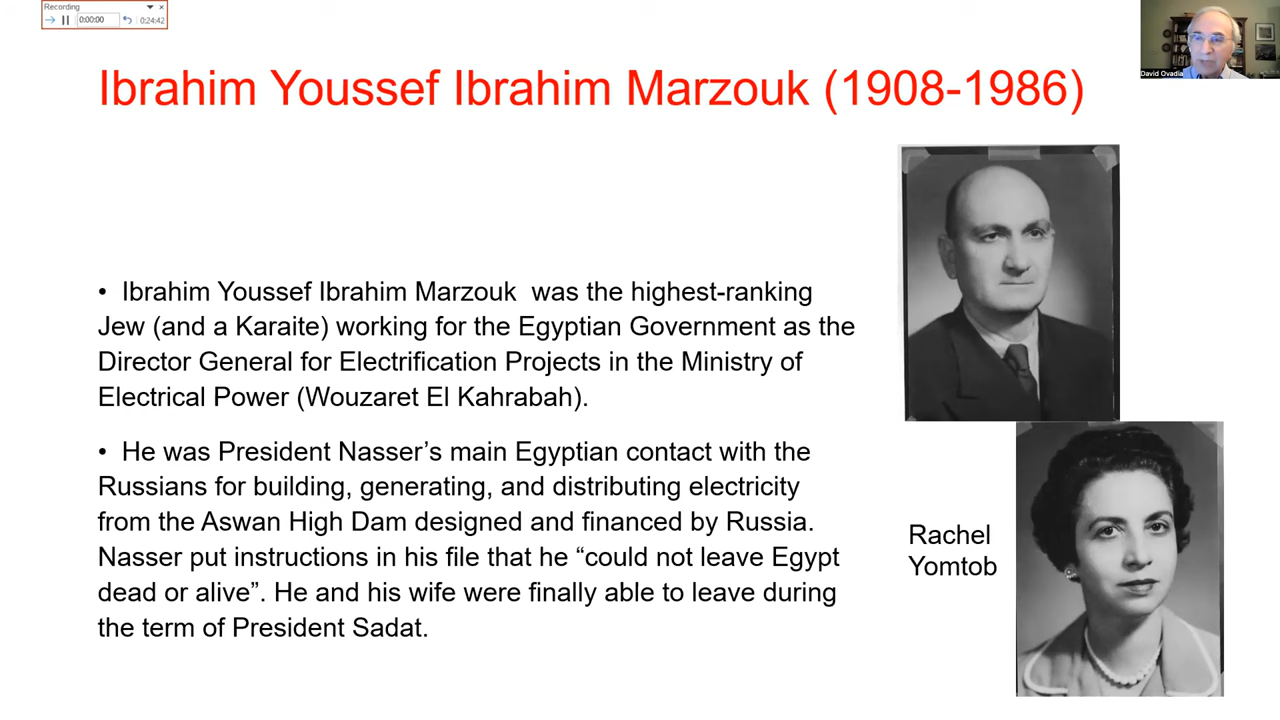 Recording
0:00:00
0:24:42
David Ovadia
Ibrahim Youssef Ibrahim Marzouk (1908-1986)
• Ibrahim Youssef Ibrahim Marzouk was the highest-ranking
Jew (and a Karaite) working for the Egyptian Government as the
Director General for Electrification Projects in the Ministry of
Electrical Power (Wouzaret El Kahrabah).
• He was President Nasser’s main Egyptian contact with the
Russians for building, generating, and distributing electricity
from the Aswan High Dam designed and financed by Russia.
Nasser put instructions in his file that he “could not leave Egypt
dead or alive”. He and his wife were finally able to leave during
the term of President Sadat.
Rachel
Yomtob